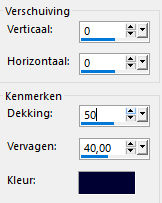 Verschuiving
Verticaal: 0
Horizontaal: 0
Kenmerken
Dekking: 50
Vervagen: 40,00
Kleur: